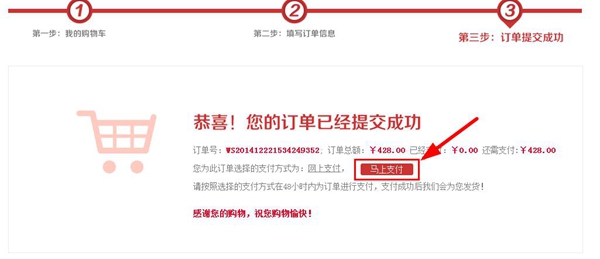 1 2 3
第一步：我的购物车 第二步：填写订单信息 第三步：订单提交成功
恭喜！您的订单已经提交成功
订单号：WS201412221534249352，订单总额：￥428.00 已经 ：￥0.00 还需支付：￥428.00
您为此订单选择的支付方式为：网上支付， 马上支付
请按照选择的支付方式在48小时内为订单进行支付，支付成功后我们会为您发货！
感谢您的购物，祝您购物愉快！